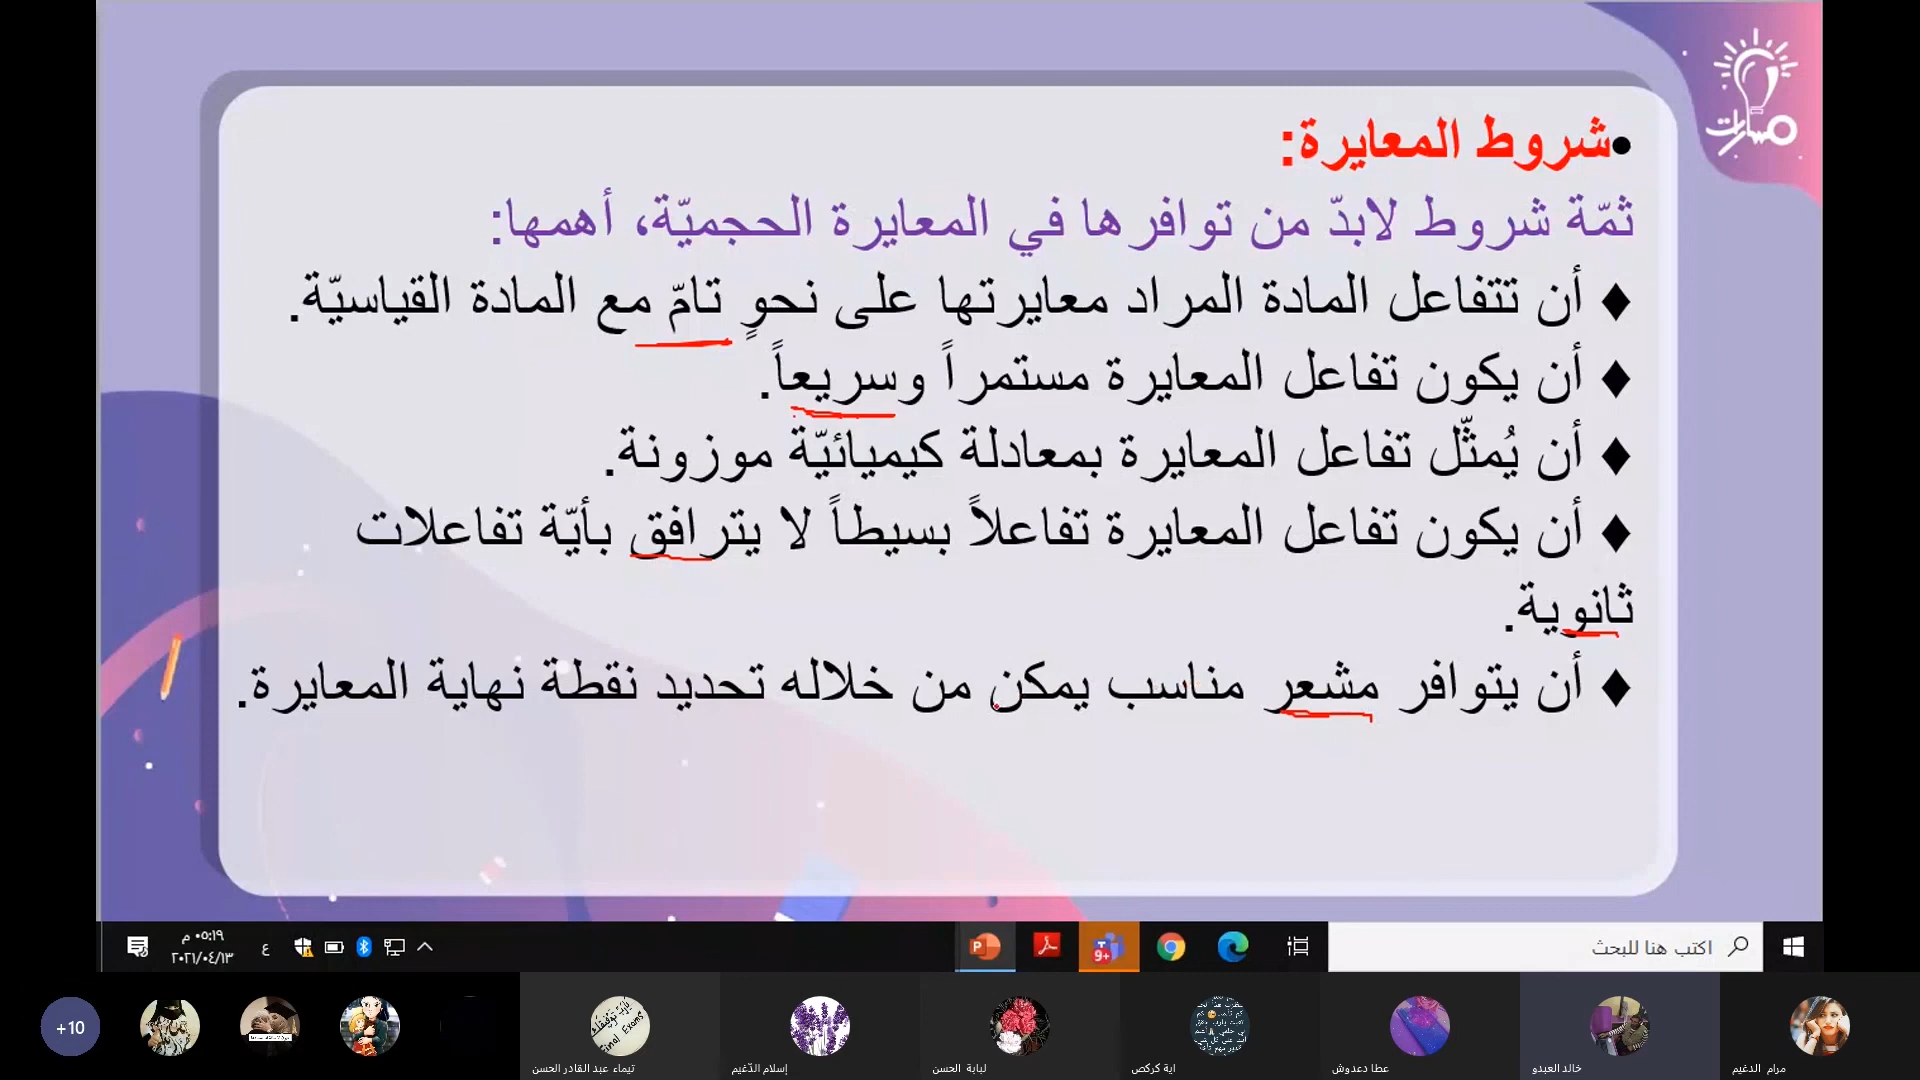 مسارات
•شروط المعايرة:
ثمّة شروط لابدّ من توافرها في المعايرة الحجميّة، أهمها:
♦ أن تتفاعل المادة المراد معايرتها على نحوٍ تامّ مع المادة القياسيّة.
♦ أن يكون تفاعل المعايرة مستمراً وسريعاً.
♦ أن يُمثّل تفاعل المعايرة بمعادلة كيميائيّة موزونة.
♦ أن يكون تفاعل المعايرة تفاعلاً بسيطاً لا يترافق بأيّة تفاعلات
ثانوية.
♦ أن يتوافر مشعر مناسب يمكن من خلاله تحديد نقطة نهاية المعايرة.
اكتب هنا للبحث
9+
ع
٠٥:١٩ م
٢٠٢١/٠٤/١٣
مرام الدغيم
خالد العبدو
عطا دعدوش
اية كركص
لبابة الحسن
إسلام الدّغيم
تيماء عبد القادر الحسن
Final Exams
+10